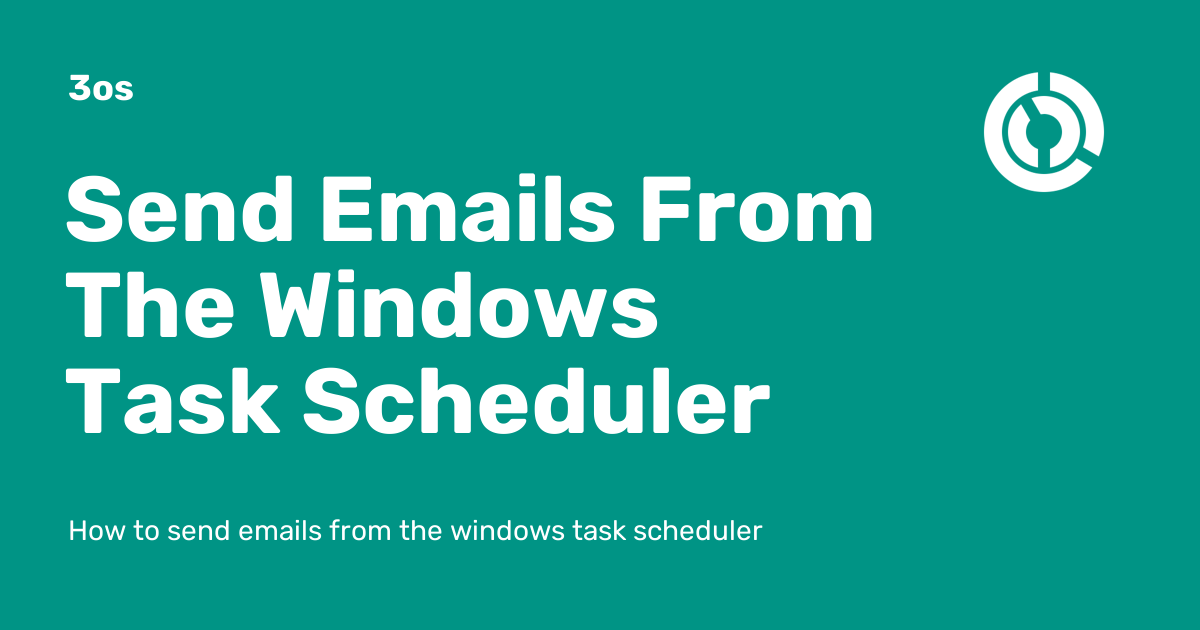 3os
Send Emails From
The Windows
Task Scheduler
How to send emails from the windows task scheduler